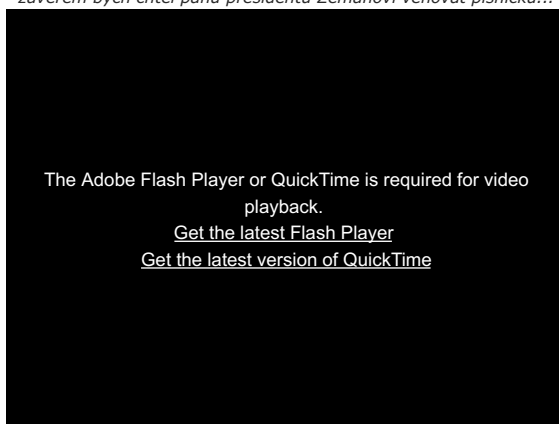 závěrem bych chtěl panu presidentu Zemanovi věnovat písničku...
The Adobe Flash Player or QuickTime is required for video
playback.
Get the latest Flash Player
Get the latest version of QuickTime